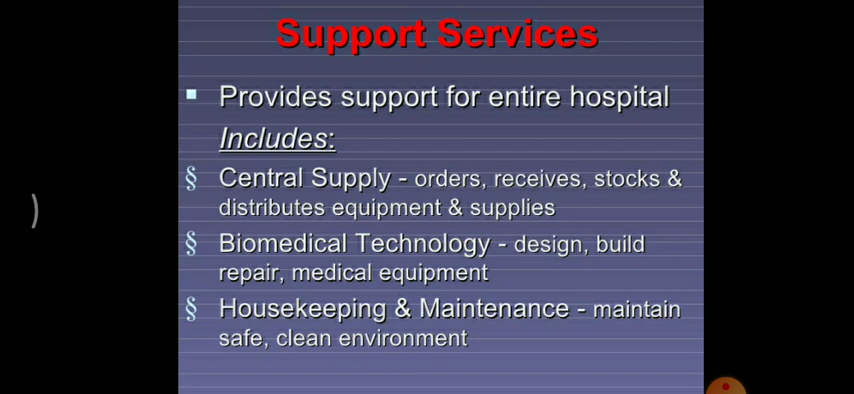 Support Services
▪ Provides support for entire hospital
Includes:
§ Central Supply - orders, receives, stocks &
distributes equipment & supplies
§ Biomedical Technology - design, build
repair, medical equipment
§ Housekeeping & Maintenance - maintain
safe, clean environment